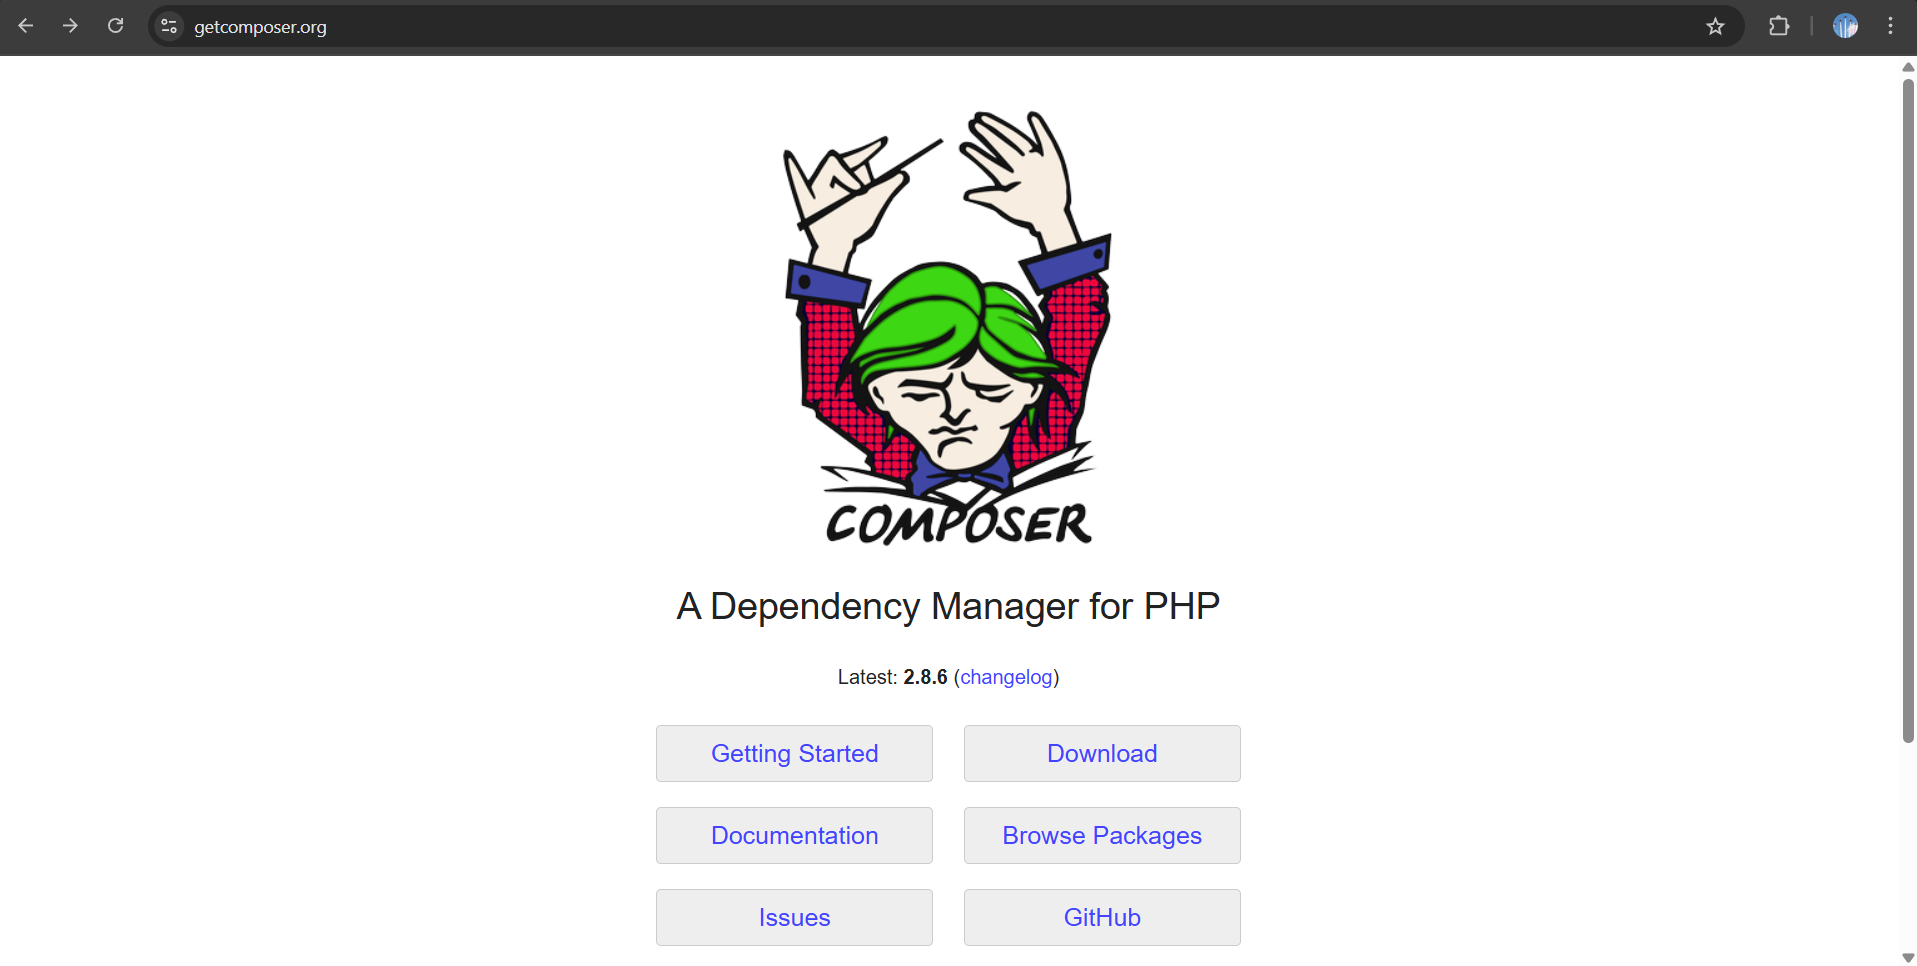 getcomposer.org
COMPOSER
A Dependency Manager for PHP
Latest: 2.8.6 (changelog)
Getting Started
Download
Documentation
Browse Packages
Issues
GitHub